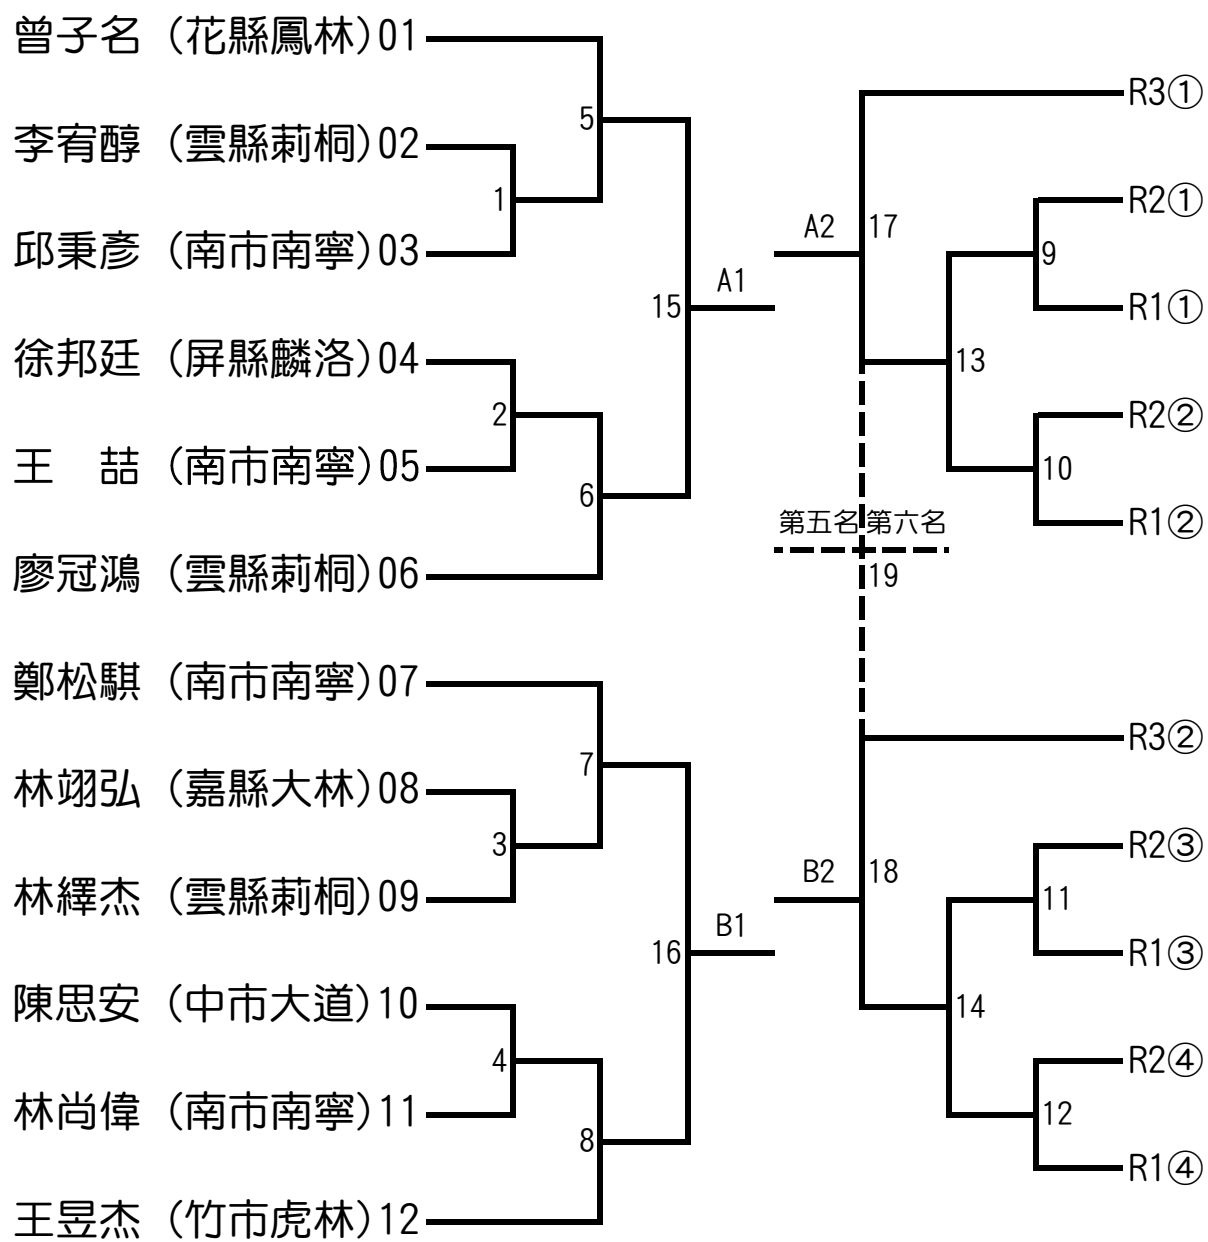 曾子名 (花縣鳳林)01
李宥醇 (雲縣莿桐)02
邱秉彥 (南市南寧)03
徐邦廷 (屏縣麟洛)04
王　喆 (南市南寧)05
廖冠鴻 (雲縣莿桐)06
鄭松騏 (南市南寧)07
林翊弘 (嘉縣大林)08
林繹杰 (雲縣莿桐)09
陳思安 (中市大道)10
林尚偉 (南市南寧)11
王昱杰 (竹市虎林)12
1
2
3
4
5
6
7
8
15
16
A1
B1
A2
17
B2
18
第五名 第六名
19
13
14
9
10
11
12
R3①
R2①
R1①
R2②
R1②
R3②
R2③
R1③
R2④
R1④